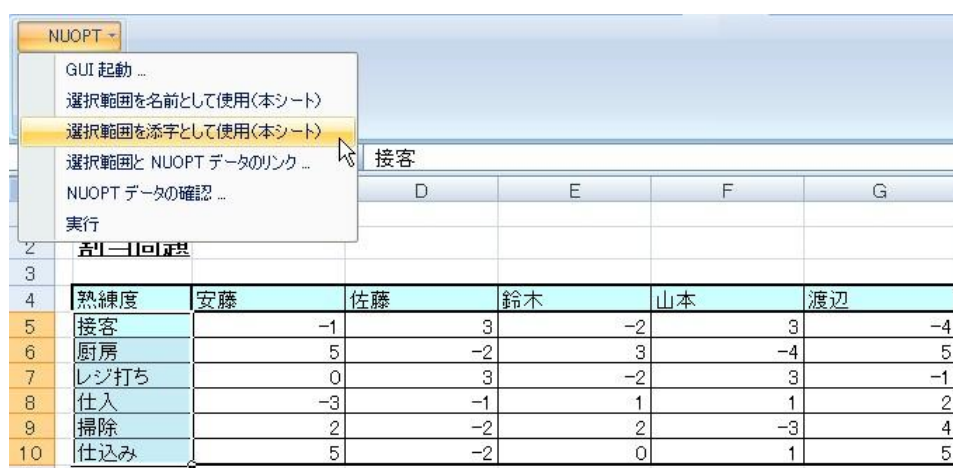 NUOPT
GUI 起動 ...
選択範囲を名前として使用(本シート)
選択範囲を添字として使用(本シート)
選択範囲と NUOPT データのリンク ...
NUOPT データの確認 ...
実行
接客
D E F G
2 割当問題
3
4 熟練度 安藤 佐藤 鈴木 山本 渡辺
5 接客 -1 3 -2 3 -4
6 厨房 5 -2 3 -4 5
7 レジ打ち 0 3 -2 3 -1
8 仕入 -3 -1 1 1 2
9 掃除 2 -2 2 -3 4
10 仕込み 5 -2 0 1 5